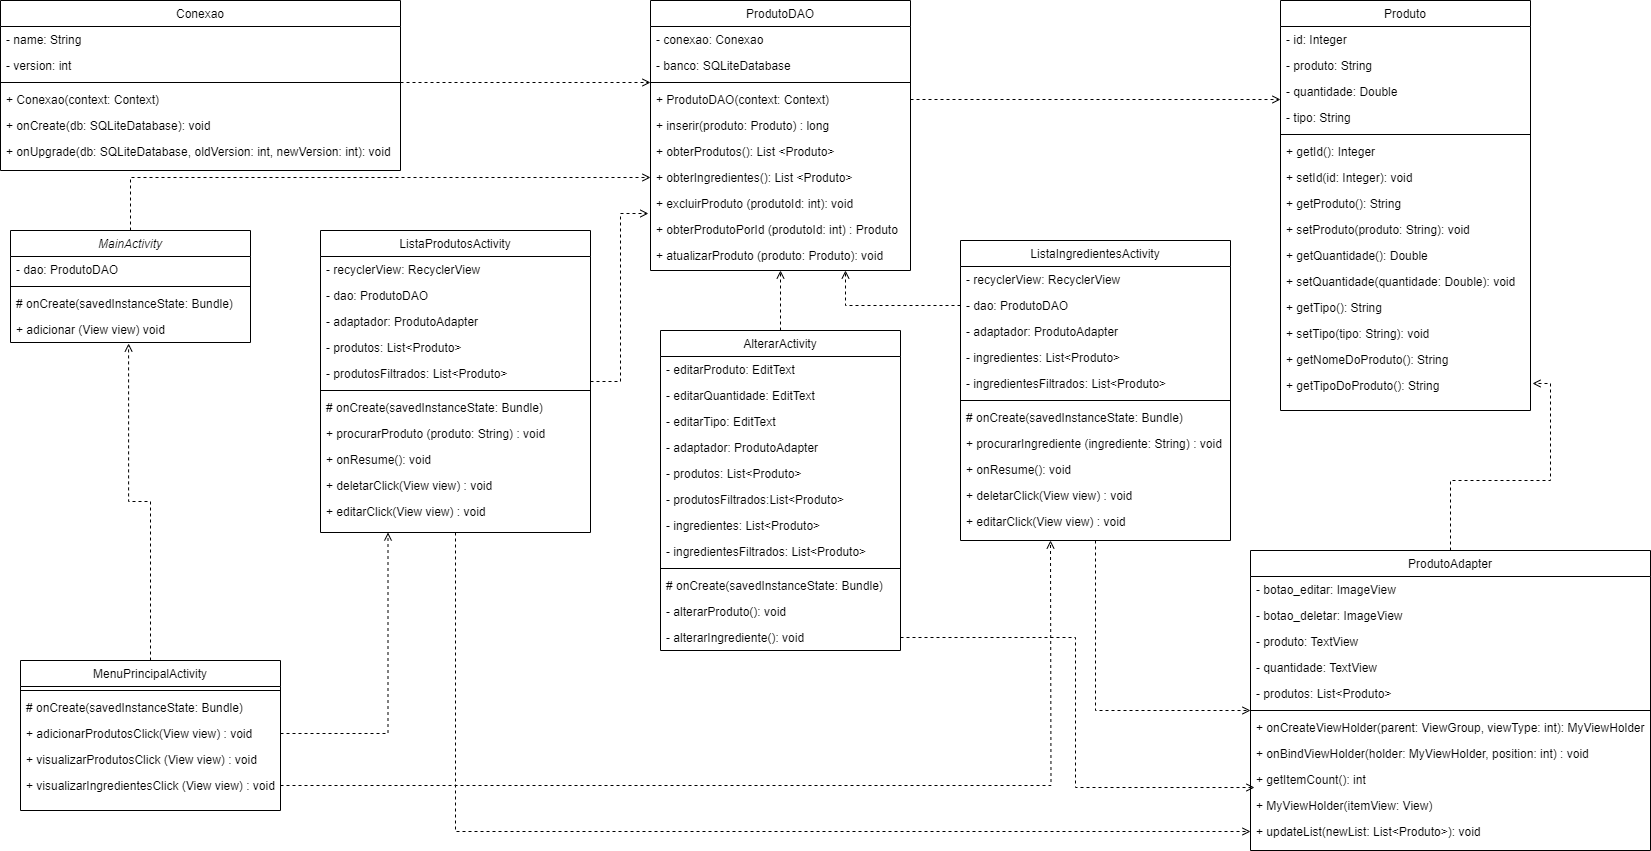 Conexao
- name: String
- version: int
+ Conexao(context: Context)
+ onCreate(db: SQLiteDatabase): void
+ onUpgrade(db: SQLiteDatabase, oldVersion: int, newVersion: int): void
ProdutoDAO
- conexao: Conexao
- banco: SQLiteDatabase
+ ProdutoDAO(context: Context)
+ inserir(produto: Produto) : long
+ obterProdutos(): List <Produto>
+ obterIngredientes(): List <Produto>
+ excluirProduto (produtoId: int): void
+ obterProdutoPorId (produtoId: int) : Produto
+ atualizarProduto (produto: Produto): void
Produto
- id: Integer
- produto: String
- quantidade: Double
- tipo: String
+ getId(): Integer
+ setId(id: Integer): void
+ getProduto(): String
+ setProduto(produto: String): void
+ getQuantidade(): Double
+ setQuantidade(quantidade: Double): void
+ getTipo(): String
+ setTipo(tipo: String): void
+ getNomeDoProduto(): String
+ getTipoDoProduto(): String
MainActivity
- dao: ProdutoDAO
# onCreate(savedInstanceState: Bundle)
+ adicionar (View view) void
ListaProdutosActivity
- recyclerView: RecyclerView
- dao: ProdutoDAO
- adaptador: ProdutoAdapter
- produtos: List<Produto>
- produtosFiltrados: List<Produto>
# onCreate(savedInstanceState: Bundle)
+ procurarProduto (produto: String) : void
+ onResume(): void
+ deletarClick(View view) : void
+ editarClick(View view) : void
AlterarActivity
- editarProduto: EditText
- editarQuantidade: EditText
- editarTipo: EditText
- adaptador: ProdutoAdapter
- produtos: List<Produto>
- produtosFiltrados:List<Produto>
- ingredientes: List<Produto>
- ingredientesFiltrados: List<Produto>
# onCreate(savedInstanceState: Bundle)
- alterarProduto(): void
- alterarIngrediente(): void
ListaIngredientesActivity
- recyclerView: RecyclerView
- dao: ProdutoDAO
- adaptador: ProdutoAdapter
- ingredientes: List<Produto>
- ingredientesFiltrados: List<Produto>
# onCreate(savedInstanceState: Bundle)
+ procurarIngrediente (ingrediente: String) : void
+ onResume(): void
+ deletarClick(View view) : void
+ editarClick(View view) : void
MenuPrincipalActivity
# onCreate(savedInstanceState: Bundle)
+ adicionarProdutosClick(View view) : void
+ visualizarProdutosClick (View view) : void
+ visualizarIngredientesClick (View view) : void
ProdutoAdapter
- botao_editar: ImageView
- botao_deletar: ImageView
- produto: TextView
- quantidade: TextView
- produtos: List<Produto>
+ onCreateViewHolder(parent: ViewGroup, viewType: int): MyViewHolder
+ onBindViewHolder(holder: MyViewHolder, position: int) : void
+ getItemCount(): int
+ MyViewHolder(itemView: View)
+ updateList(newList: List<Produto>): void